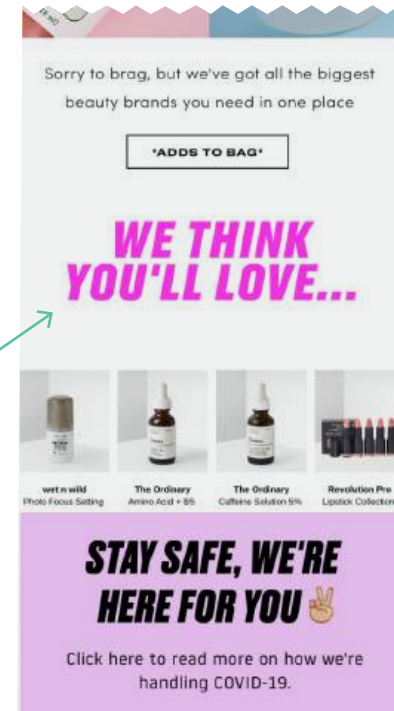 Sorry to brag, but we've got all the biggest
beauty brands you need in one place
*ADDS TO BAG*
WE THINK
YOU'LL LOVE...
wet n wild
Photo Focus Setting
The Ordinary
Amino Acid + B5
The Ordinary
Caffeine Solution 5%
Revolution Pro
Lipstick Collection
STAY SAFE, WE'RE
HERE FOR YOU ✌
Click here to read more on how we're
handling COVID-19.